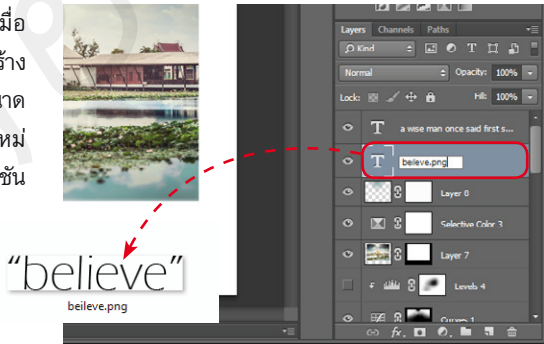 มื่อ
ร้าง
นาด
หม่
ชัน
Layers Channels Paths
Kind
Normal Opacity: 100%
Lock: Fill: 100%
T a wise man once said first s...
T beileve.png
Layer 8
Selective Color 3
Layer 7
Levels 4
Curves 1
fx
“believe”
beileve.png